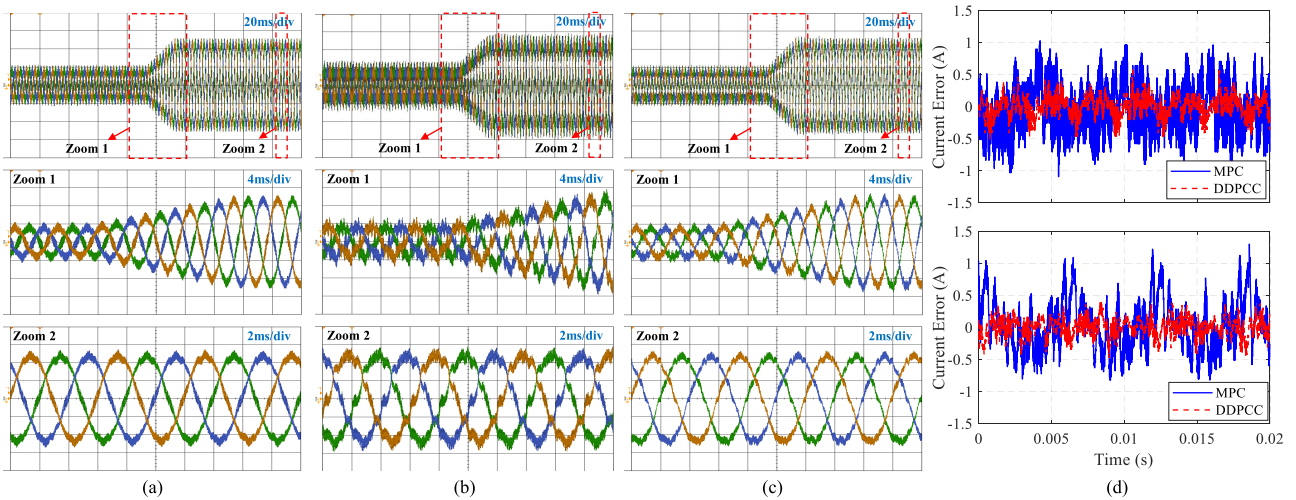 20ms/div
Zoom 1
Zoom 2
Zoom 1
4ms/div
Zoom 2
2ms/div
(a)
20ms/div
Zoom 1
Zoom 2
Zoom 1
4ms/div
Zoom 2
2ms/div
(b)
20ms/div
Zoom 1
Zoom 2
Zoom 1
4ms/div
Zoom 2
2ms/div
(c)
Current Error (A)
1.5
1
0.5
0
-0.5
-1
-1.5
MPC
DDPCC
Current Error (A)
1.5
1
0.5
0
-0.5
-1
-1.5
MPC
DDPCC
0
0.005
0.01
0.015
0.02
Time (s)
(d)